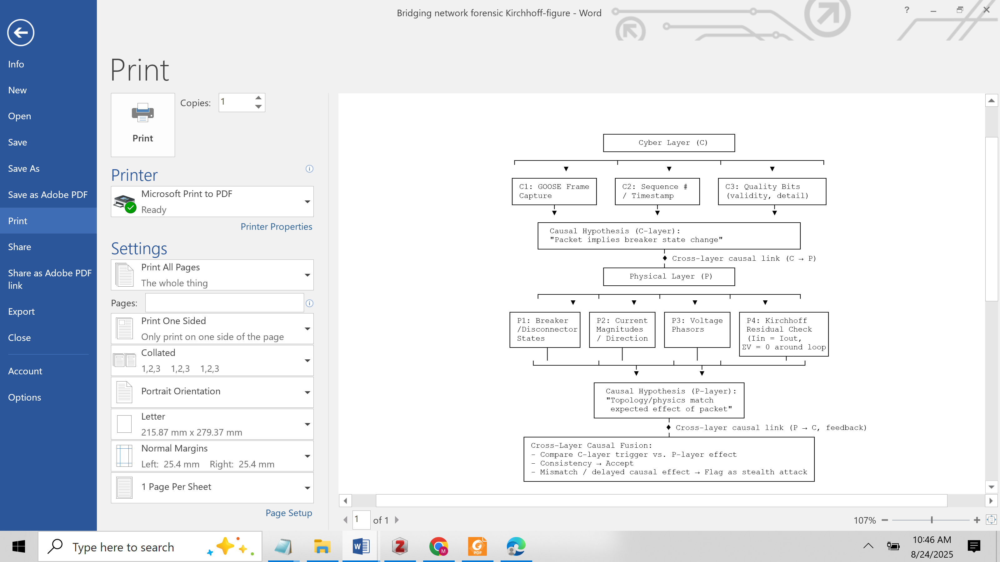 Bridging network forensic Kirchhoff-figure - Word
?
Info
New
Open
Save
Save As
Save as Adobe PDF
Print
Share
Share as Adobe PDF
link
Export
Close
Account
Options
Print
Print
Copies:
1
Printer
Microsoft Print to PDF
Ready
Printer Properties
Settings
Print All Pages
The whole thing
Pages:
Print One Sided
Only print on one side of the page
Collated
1,2,3 1,2,3 1,2,3
Portrait Orientation
Letter
215.87 mm x 279.37 mm
Normal Margins
Left: 25.4 mm Right: 25.4 mm
1 Page Per Sheet
Page Setup
Cyber Layer (C)
C1: GOOSE Frame
Capture
C2: Sequence #
/ Timestamp
C3: Quality Bits
(validity, detail)
Causal Hypothesis (C-layer):
"Packet implies breaker state change"
♦ Cross-layer causal link (C → P)
Physical Layer (P)
P1: Breaker
/Disconnector
States
P2: Current
Magnitudes
/ Direction
P3: Voltage
Phasors
P4: Kirchhoff
Residual Check
(Iin = Iout,
ΣV = 0 around loop
Causal Hypothesis (P-layer):
"Topology/physics match
expected effect of packet"
♦ Cross-layer causal link (P → C, feedback)
Cross-Layer Causal Fusion:
- Compare C-layer trigger vs. P-layer effect
- Consistency → Accept
- Mismatch / delayed causal effect → Flag as stealth attack
1 of 1
107%
Type here to search
W
Z
M
PDF
10:46 AM
8/24/2025